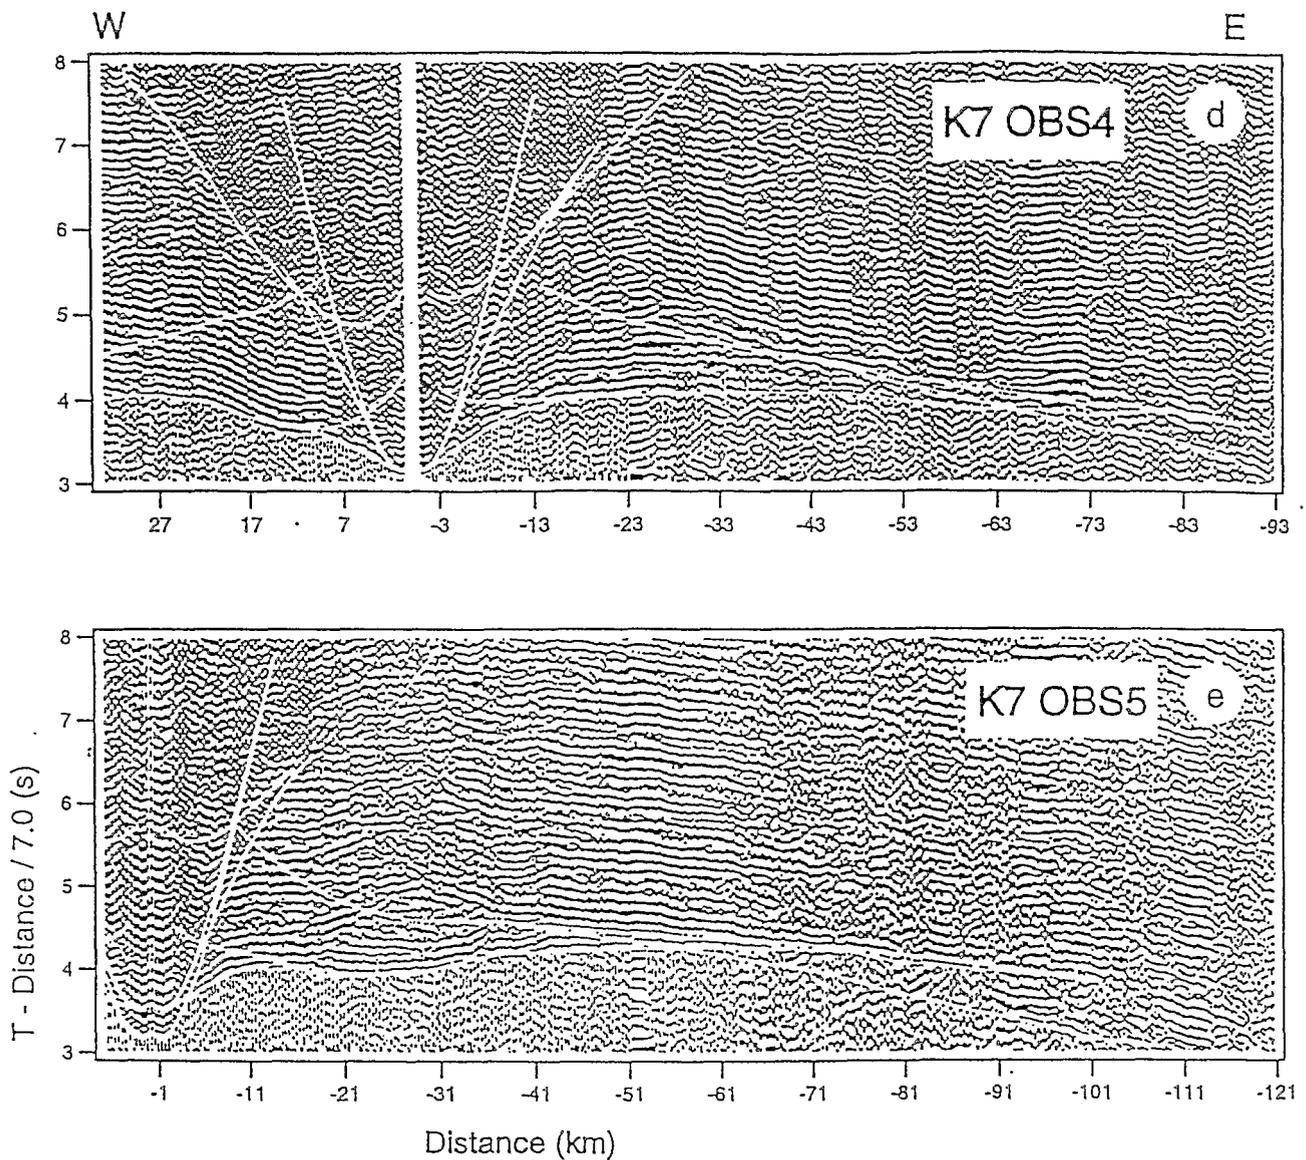 W E
8
K7 OBS4 d
7
6
5
4
3
27 17 7 -3 -13 -23 -33 -43 -53 -63 -73 -83 -93
8
K7 OBS5 e
7
6
5
4
3
T - Distance / 7.0 (s)
-1 -11 -21 -31 -41 -51 -61 -71 -81 -91 -101 -111 -121
Distance (km)